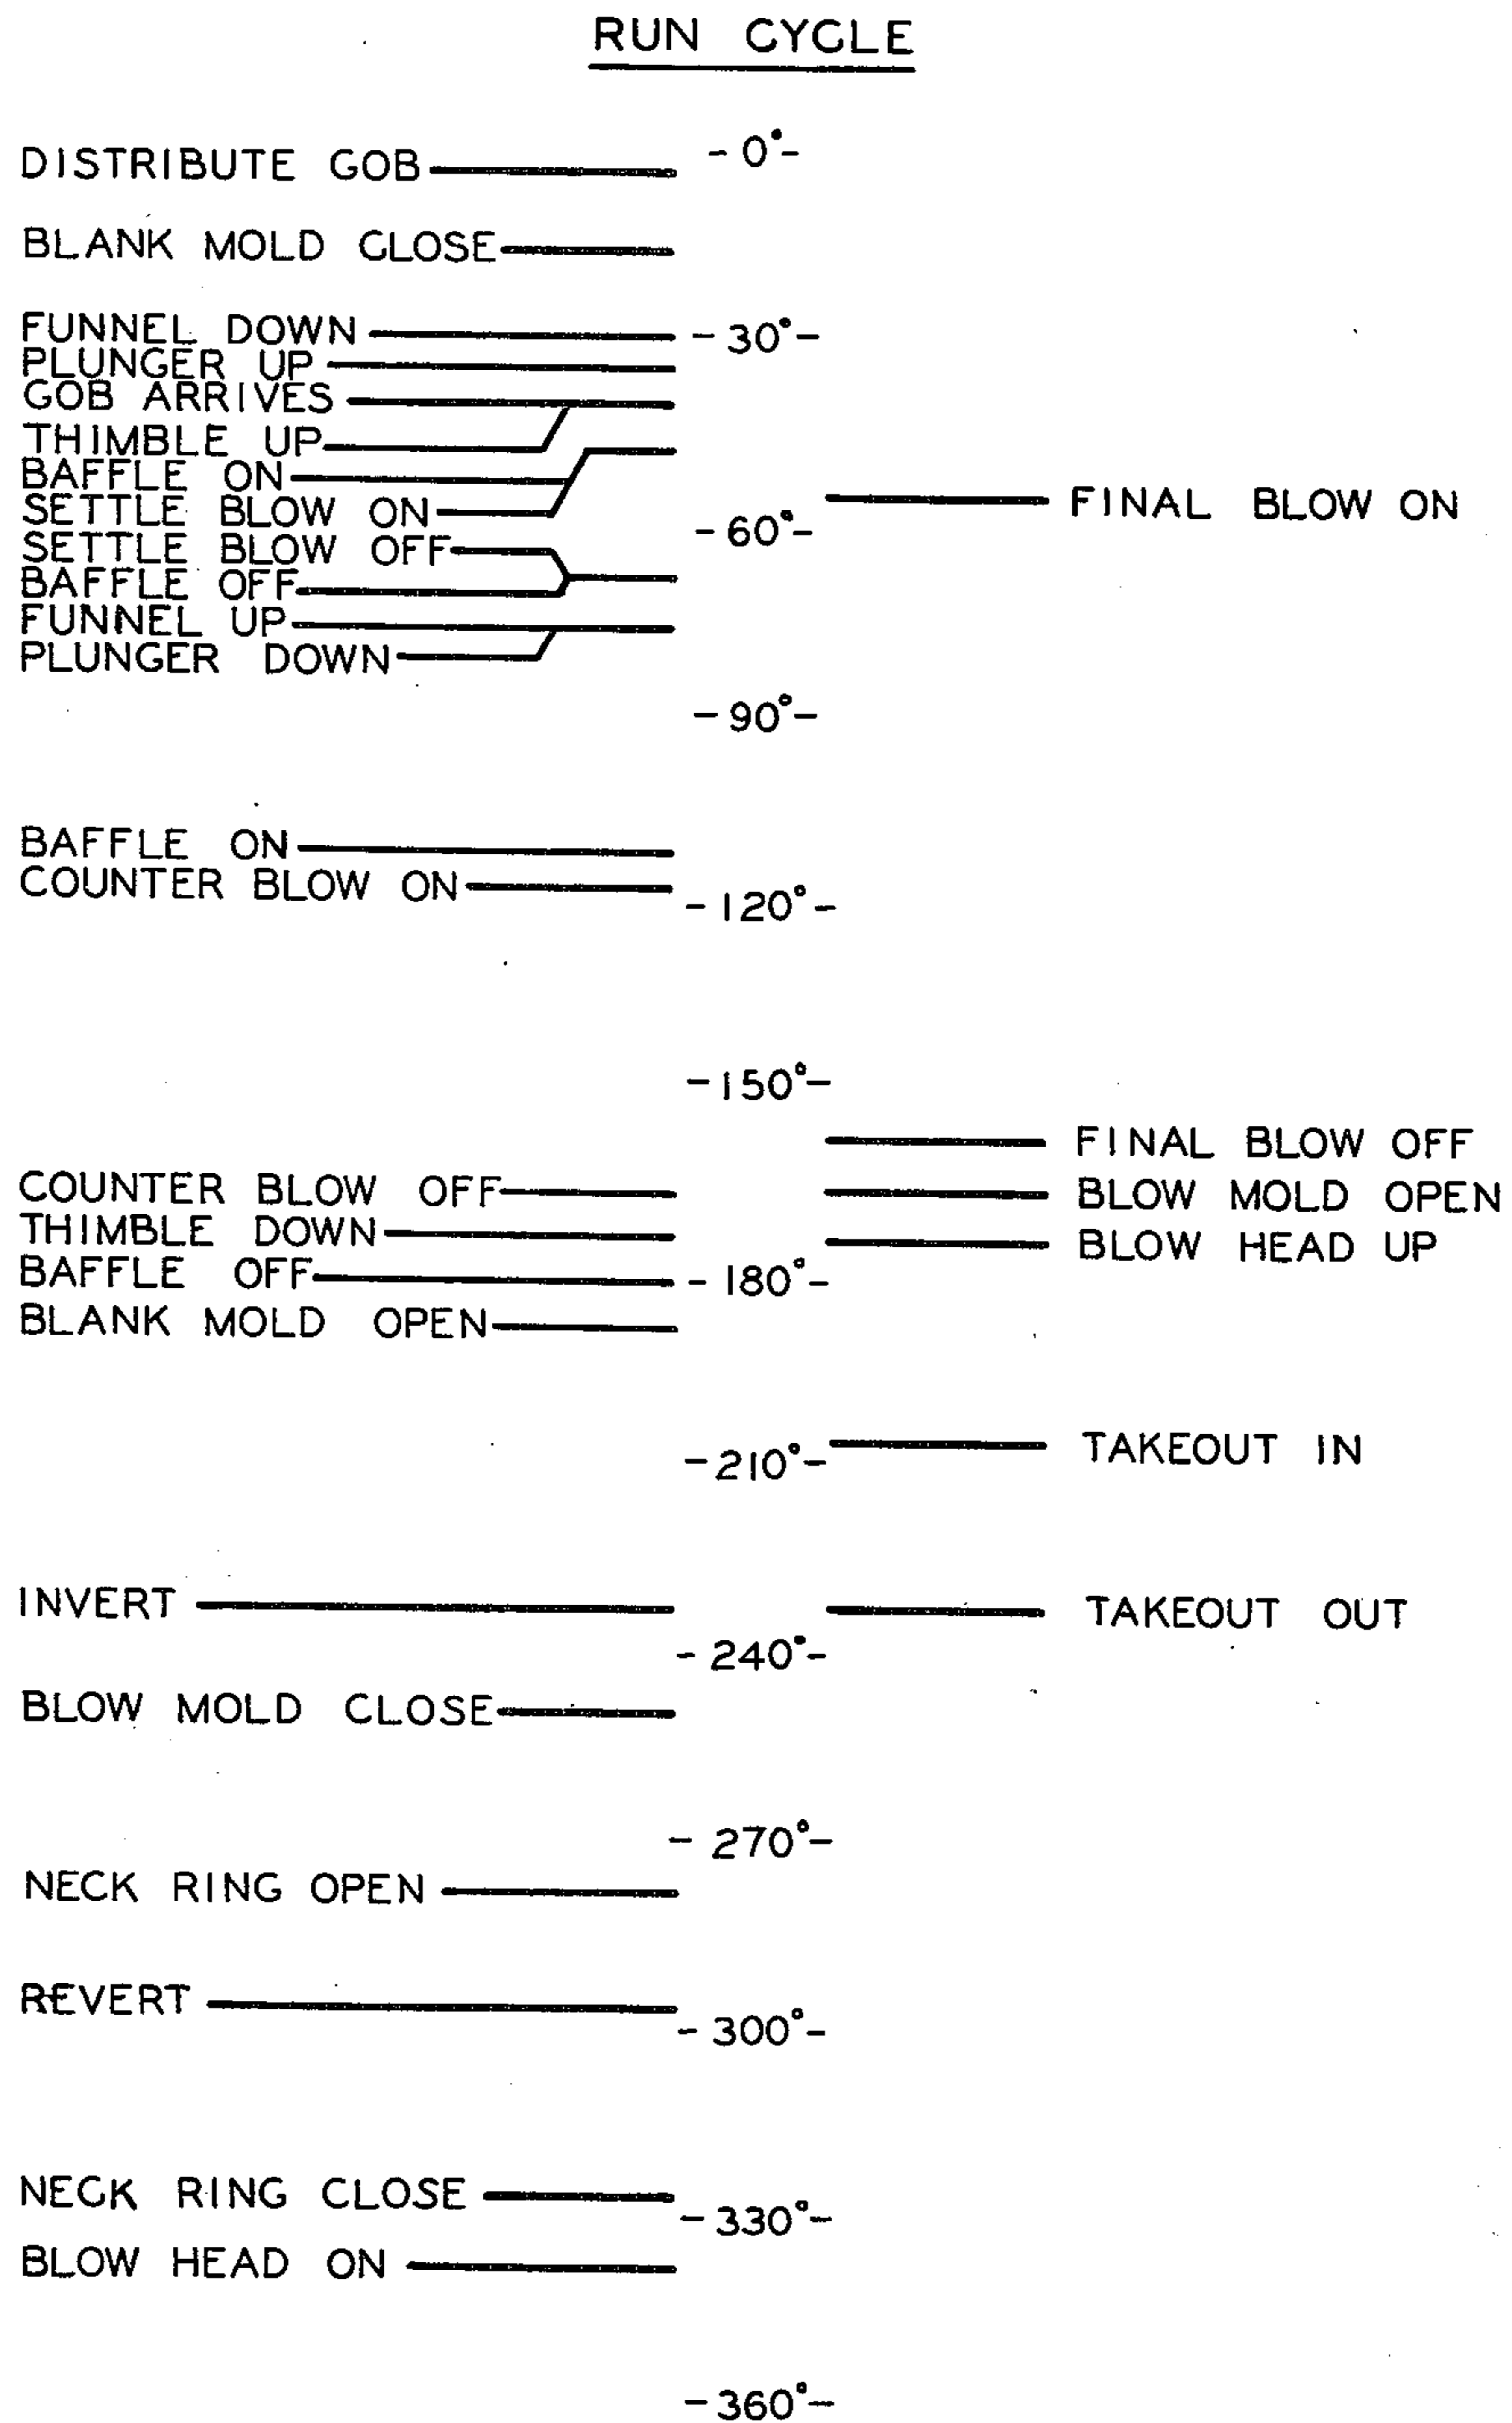 RUN CYCLE
-0°-
DISTRIBUTE GOB
BLANK MOLD CLOSE
FUNNEL DOWN
-30°-
PLUNGER UP
GOB ARRIVES
THIMBLE UP
BAFFLE ON
SETTLE BLOW ON
FINAL BLOW ON
-60°-
SETTLE BLOW OFF
BAFFLE OFF
FUNNEL UP
PLUNGER DOWN
-90°-
BAFFLE ON
COUNTER BLOW ON
-120°-
-150°-
FINAL BLOW OFF
COUNTER BLOW OFF
BLOW MOLD OPEN
THIMBLE DOWN
BLOW HEAD UP
BAFFLE OFF
-180°-
BLANK MOLD OPEN
TAKEOUT IN
-210°-
INVERT
TAKEOUT OUT
-240°-
BLOW MOLD CLOSE
-270°-
NECK RING OPEN
REVERT
-300°-
NECK RING CLOSE
-330°-
BLOW HEAD ON
-360°-